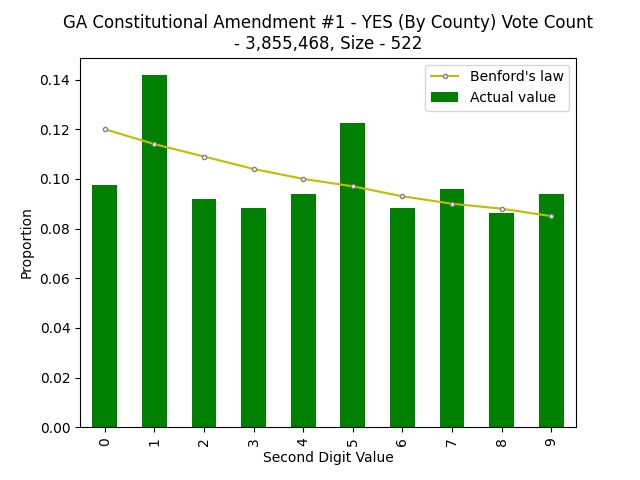 GA Constitutional Amendment #1 - YES (By County) Vote Count
- 3,855,468, Size - 522
Benford's law
Actual value
0.14
0.12
0.10
0.08
0.06
0.04
0.02
0.00
Proportion
0 1 2 3 4 5 6 7 8 9
Second Digit Value